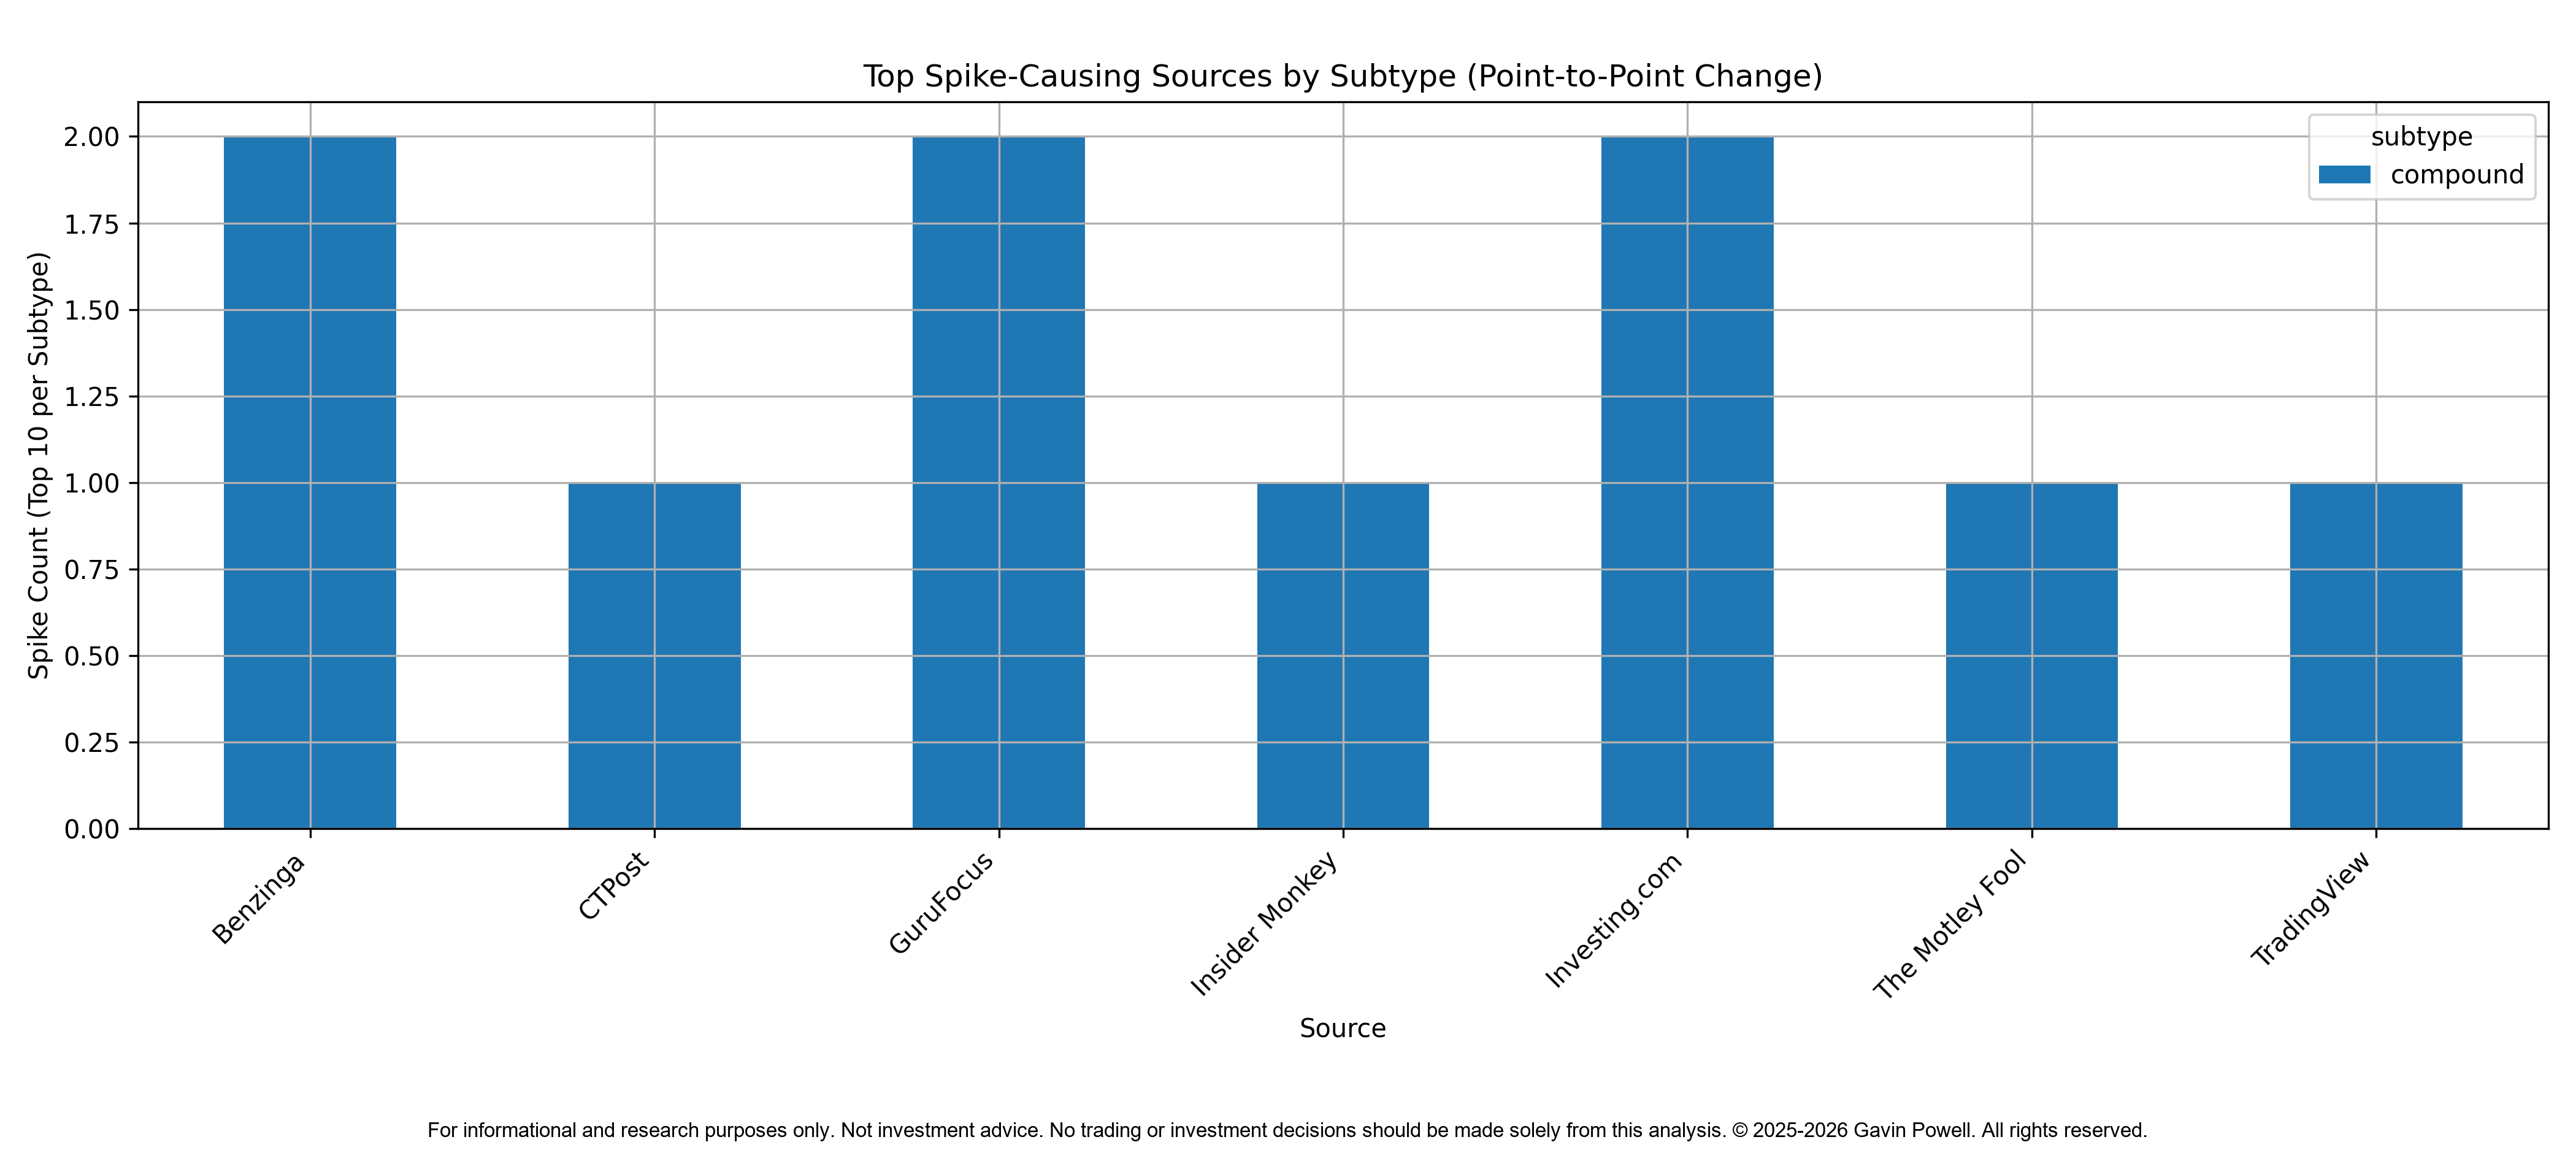 Top Spike-Causing Sources by Subtype (Point-to-Point Change)
subtype
compound
Spike Count (Top 10 per Subtype)
2.00
1.75
1.50
1.25
1.00
0.75
0.50
0.25
0.00
Benzinga
CTPost
GuruFocus
Insider Monkey
Investing.com
The Motley Fool
TradingView
Source
For informational and research purposes only. Not investment advice. No trading or investment decisions should be made solely from this analysis. © 2025-2026 Gavin Powell. All rights reserved.